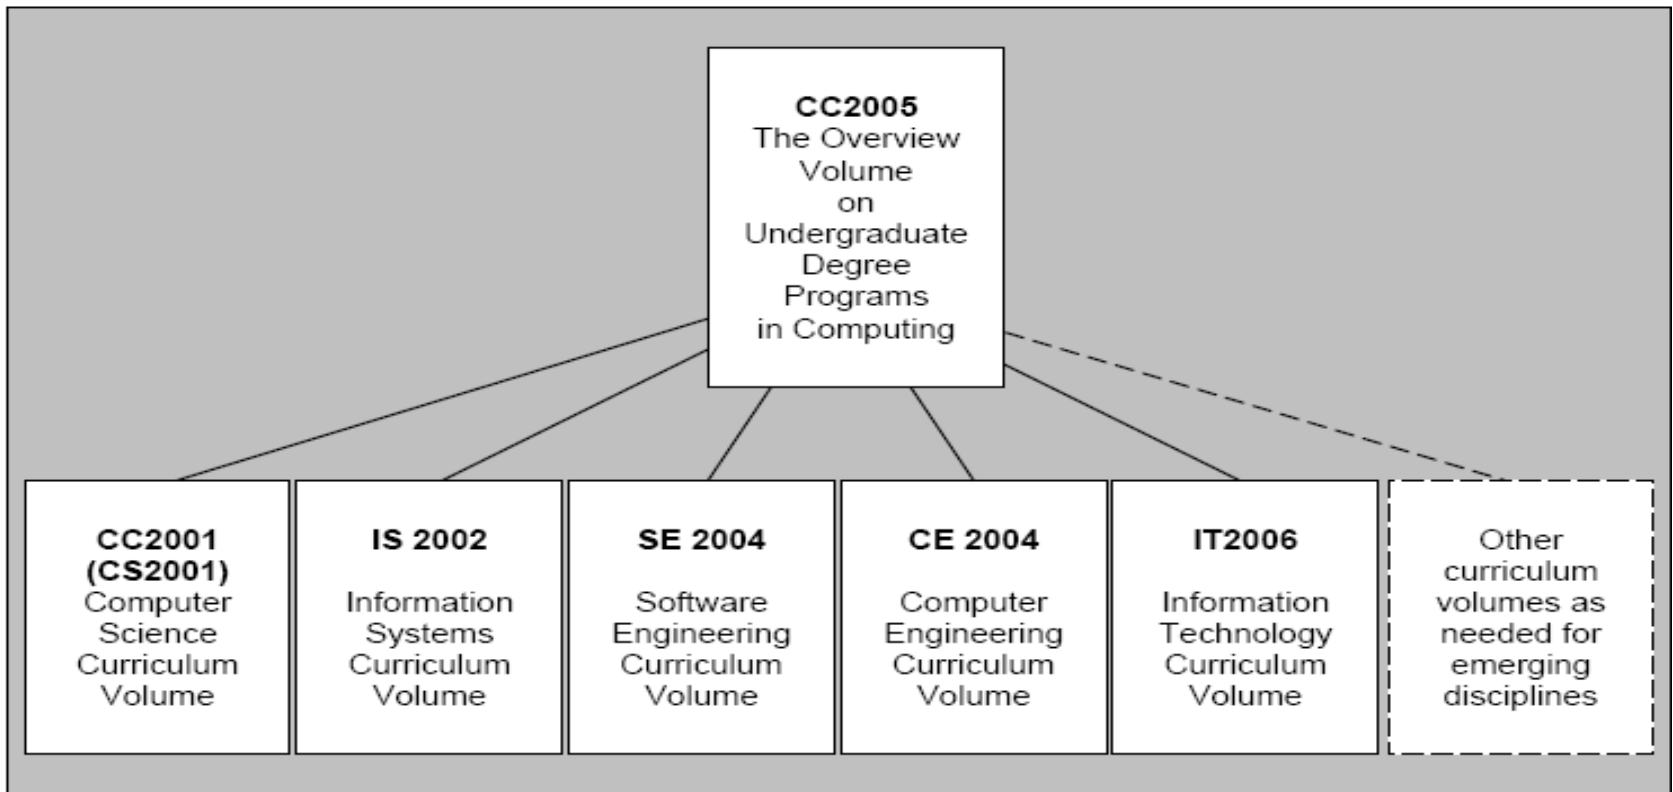 CC2005
The Overview
Volume
on
Undergraduate
Degree
Programs
in Computing
CC2001
(CS2001)
Computer
Science
Curriculum
Volume
IS 2002
Information
Systems
Curriculum
Volume
SE 2004
Software
Engineering
Curriculum
Volume
CE 2004
Computer
Engineering
Curriculum
Volume
IT2006
Information
Technology
Curriculum
Volume
Other
curriculum
volumes as
needed for
emerging
disciplines